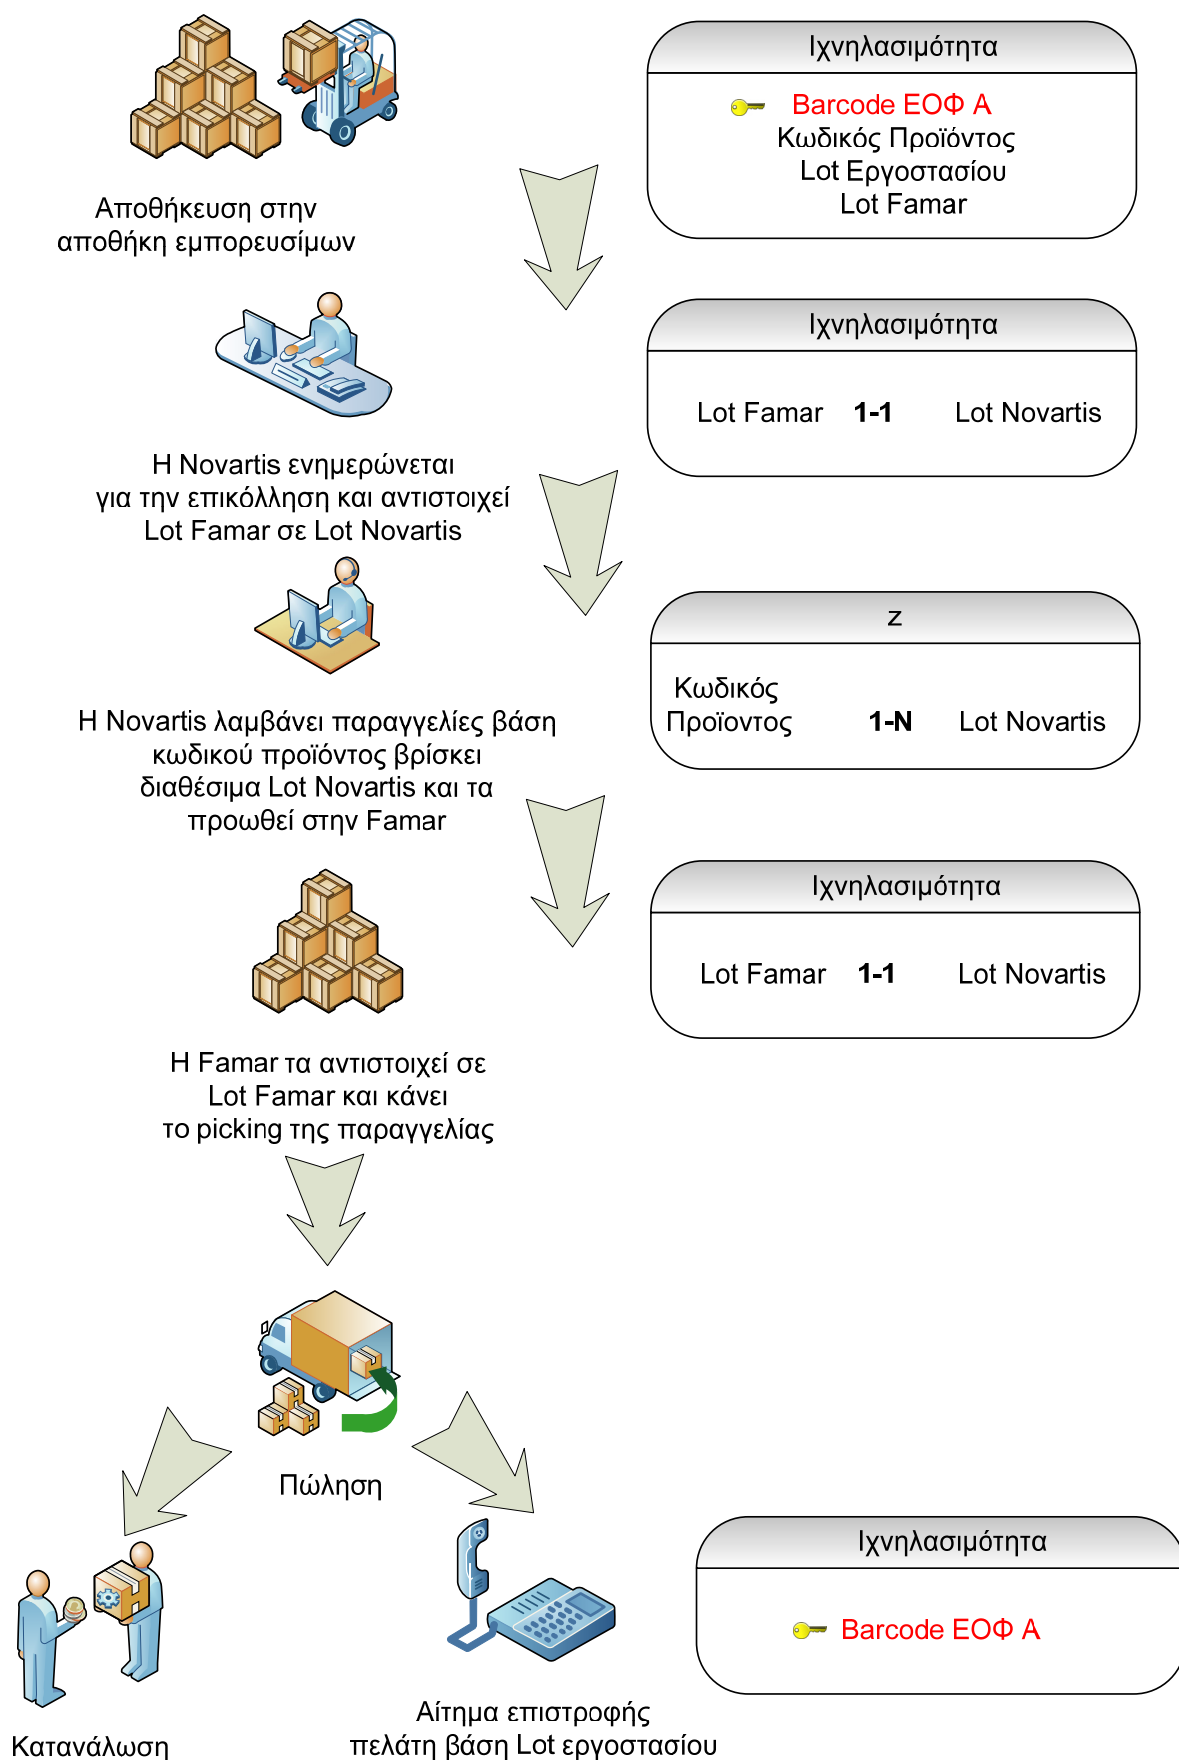 Ιχνηλασιμότητα
Barcode ΕΟΦ Α
Κωδικός Προϊόντος
Lot Εργοστασίου
Lot Famar
Αποθήκευση στην
αποθήκη εμπορευσίμων
Ιχνηλασιμότητα
Lot Famar 1-1 Lot Novartis
Η Novartis ενημερώνεται
για την επικόλληση και αντιστοιχεί
Lot Famar σε Lot Novartis
z
Κωδικός
Προϊοντος 1-N Lot Novartis
Η Novartis λαμβάνει παραγγελίες βάση
κωδικού προϊόντος βρίσκει
διαθέσιμα Lot Novartis και τα
προωθεί στην Famar
Ιχνηλασιμότητα
Lot Famar 1-1 Lot Novartis
Η Famar τα αντιστοιχεί σε
Lot Famar και κάνει
το picking της παραγγελίας
Πώληση
Ιχνηλασιμότητα
Barcode ΕΟΦ Α
Κατανάλωση
Αίτημα επιστροφής
πελάτη βάση Lot εργοστασίου